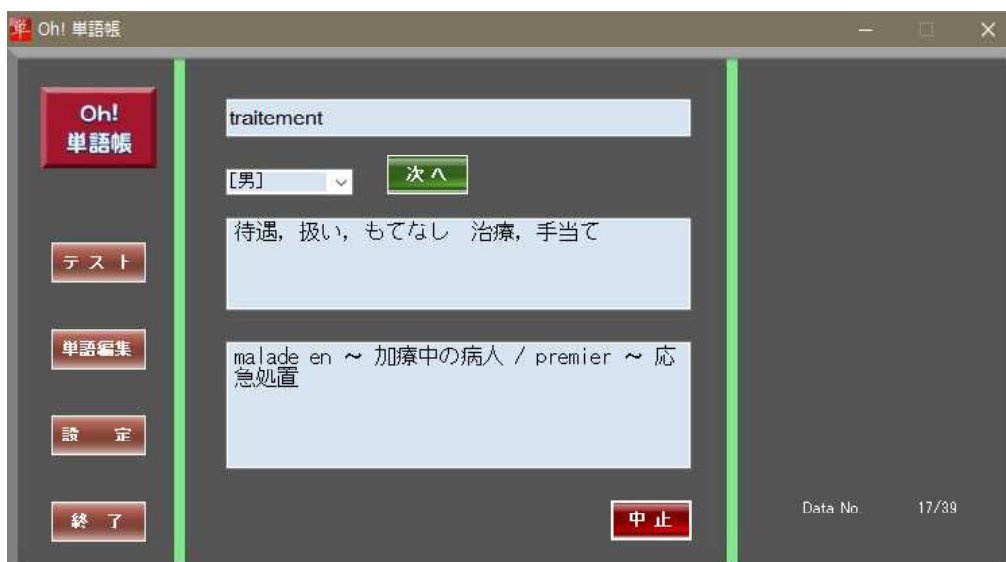 単 Oh! 単語帳
Oh!
単語帳
テスト
単語編集
設 定
終 了
traitement
[男]
次 へ
待遇, 扱い, もてなし 治療, 手当て
malade en ～ 加療中の病人 / premier ～ 応
急処置
中 止
Data No. 17/39